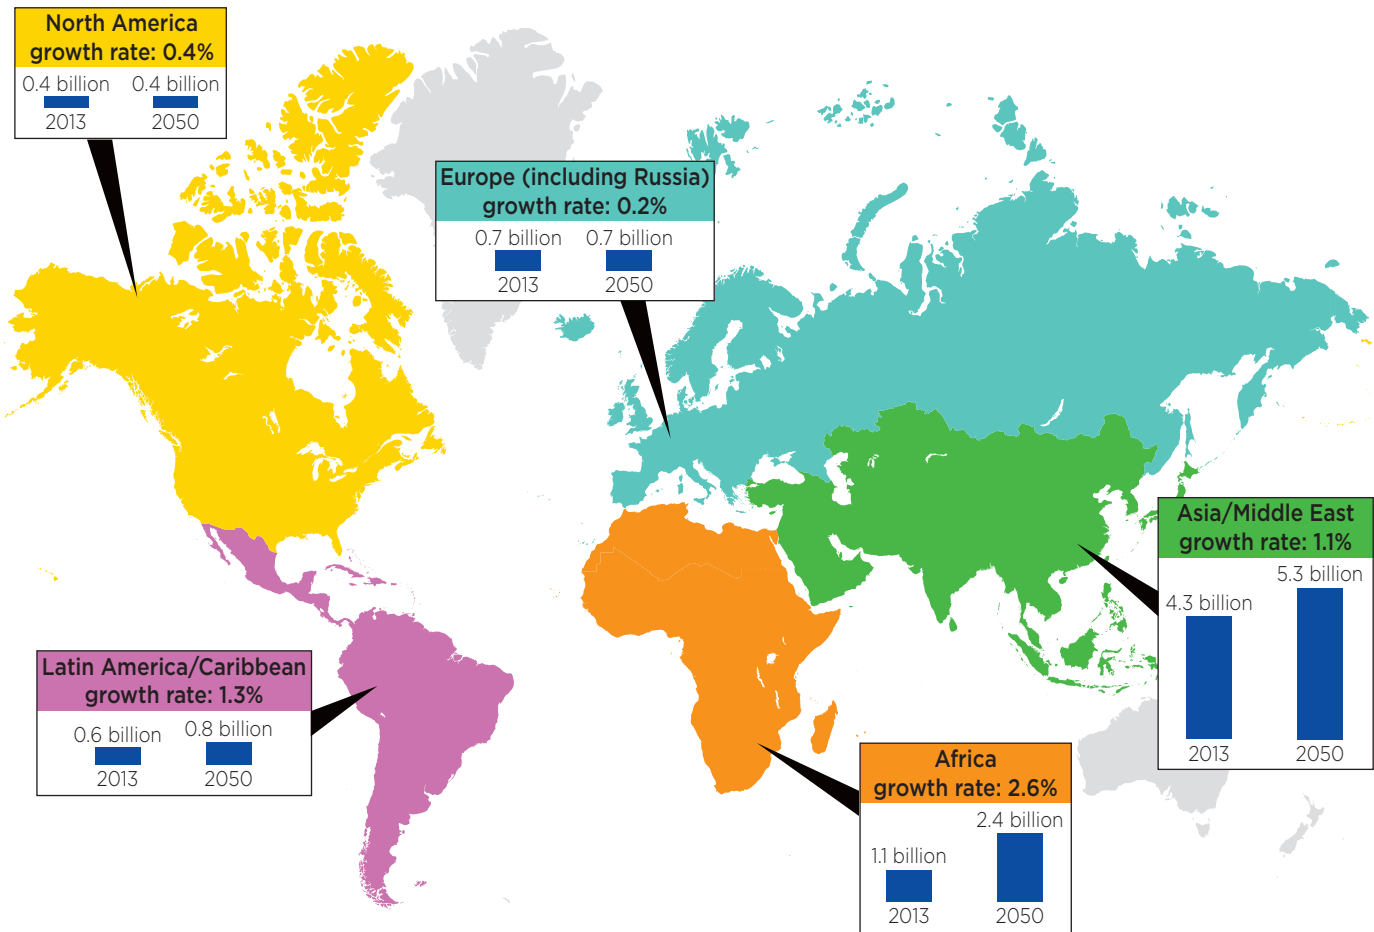 North America
growth rate: 0.4%
0.4 billion 0.4 billion
2013 2050
Europe (including Russia)
growth rate: 0.2%
0.7 billion 0.7 billion
2013 2050
Asia/Middle East
growth rate: 1.1%
5.3 billion
4.3 billion
2013 2050
Latin America/Caribbean
growth rate: 1.3%
0.6 billion 0.8 billion
2013 2050
Africa
growth rate: 2.6%
2.4 billion
1.1 billion
2013 2050